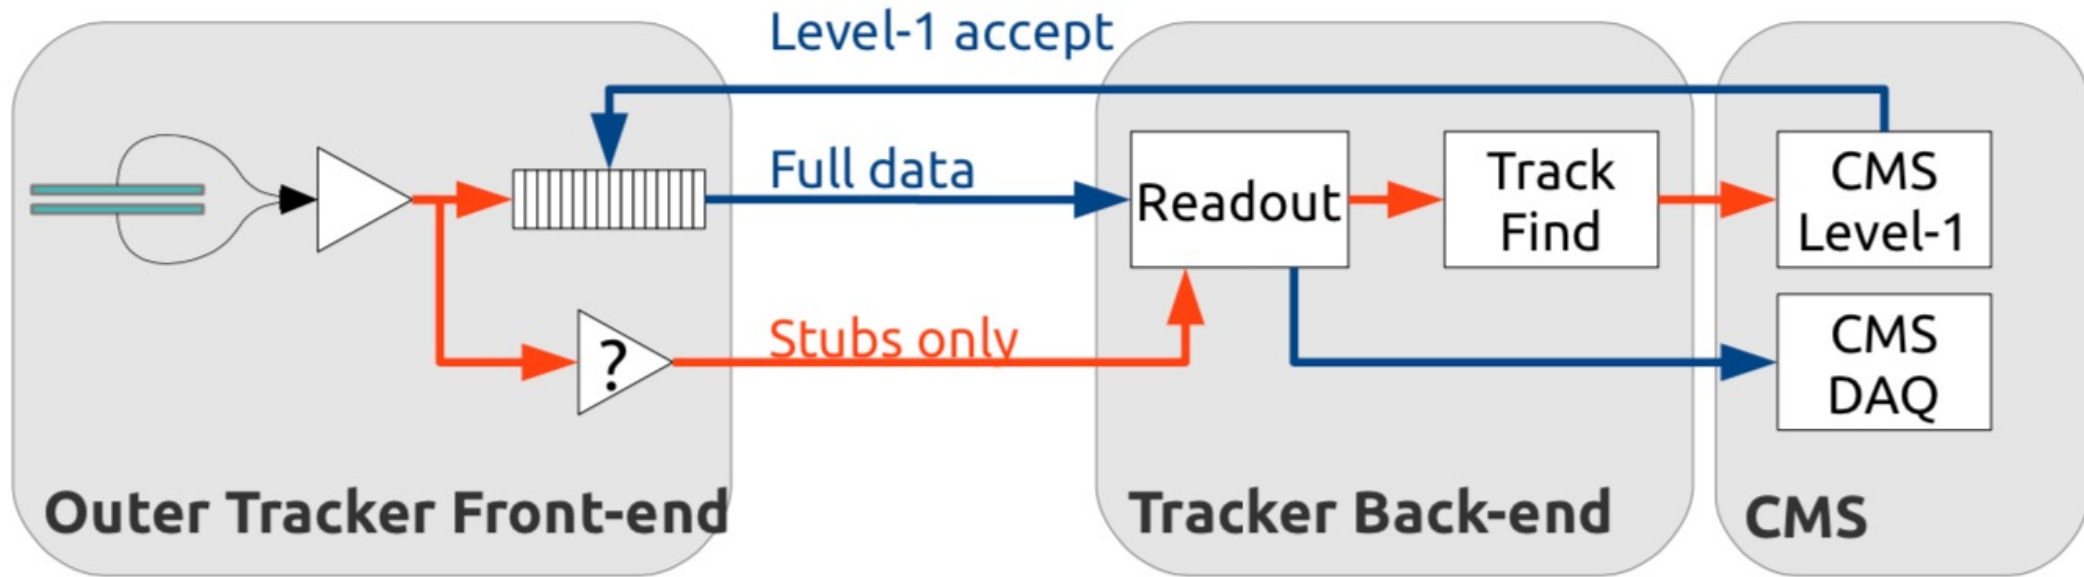 Level-1 accept
Full data
Readout
Track
Find
CMS
Level-1
?
Stubs only
CMS
DAQ
Outer Tracker Front-end
Tracker Back-end
CMS